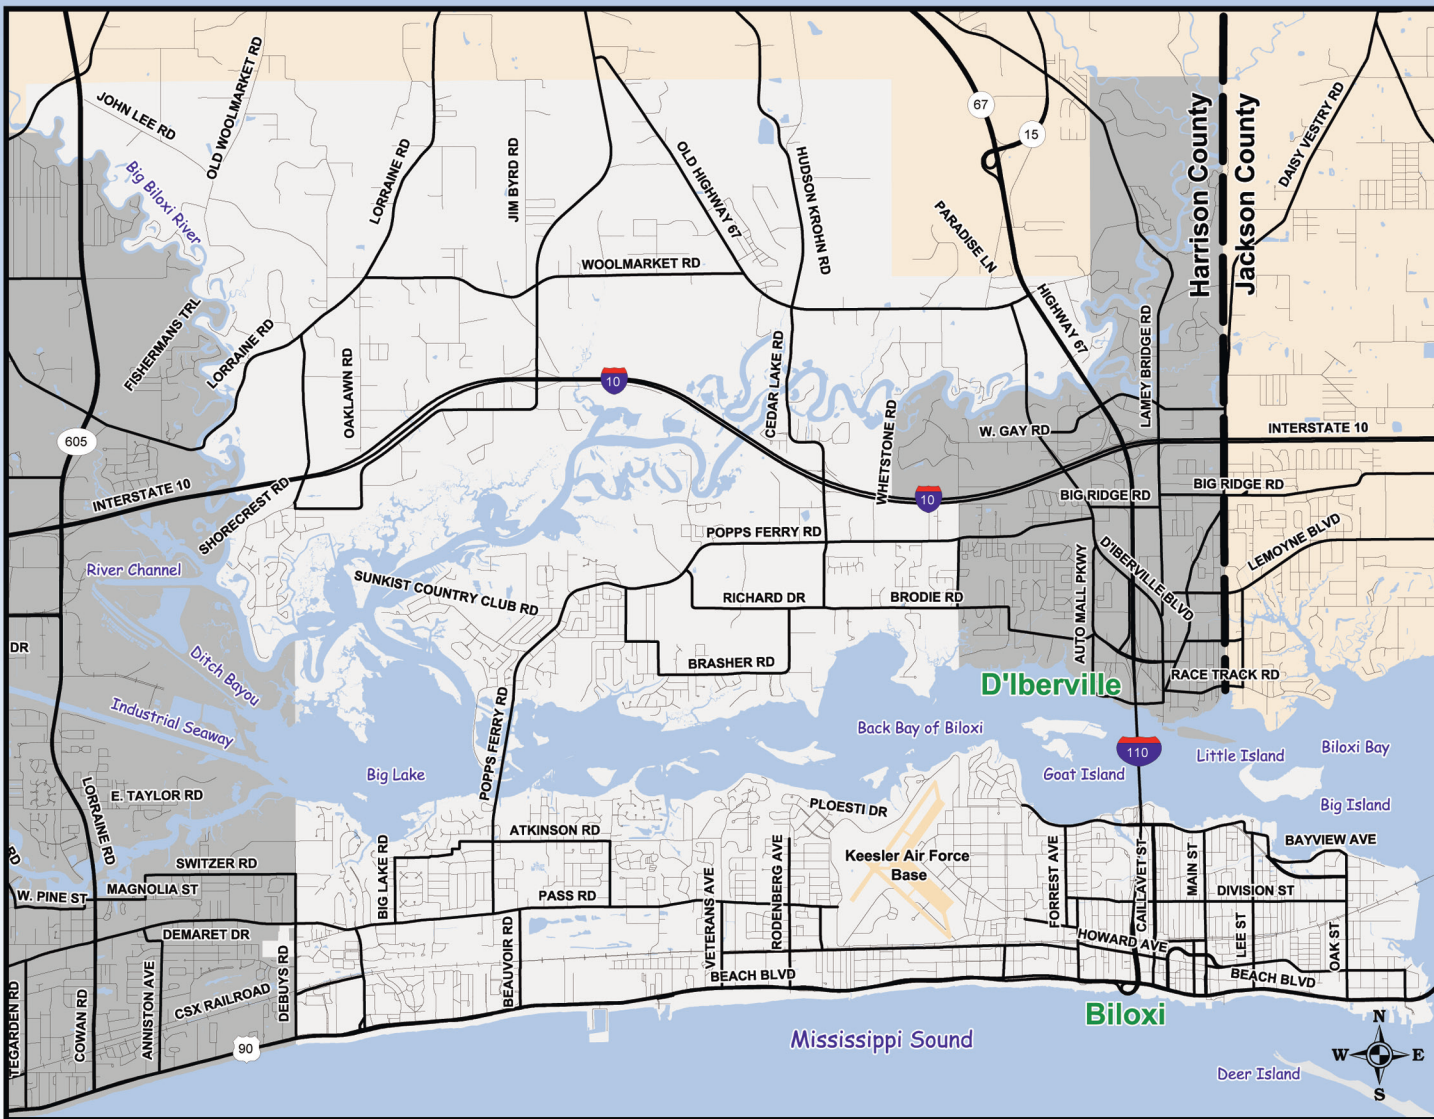 JOHN LEE RD
OLD WOOLMARKET RD
Big Biloxi River
LORRAINE RD
JIM BYRD RD
OLD HIGHWAY 67
HUDSON KROHN RD
67
15
PARADISE LN
Harrison County
Jackson County
DAISY VESTRY RD
WOOLMARKET RD
FISHERMANS TRL
LORRAINE RD
OAKLAWN RD
10
CEDAR LAKE RD
HIGHWAY 67
LAMEY BRIDGE RD
605
WHETSTONE RD
W. GAY RD
INTERSTATE 10
INTERSTATE 10
SHORECREST RD
10
BIG RIDGE RD
BIG RIDGE RD
POPPS FERRY RD
LEMOYNE BLVD
River Channel
SUNKIST COUNTRY CLUB RD
RICHARD DR
BRODIE RD
AUTO MALL PKWY
D'IBERVILLE BLVD
DR
Ditch Bayou
BRASHER RD
RACE TRACK RD
D'Iberville
Industrial Seaway
POPPS FERRY RD
Back Bay of Biloxi
110
Little Island
Biloxi Bay
Big Lake
Goat Island
Big Island
E. TAYLOR RD
LORRAINE RD
PLOESTI DR
ATKINSON RD
BAYVIEW AVE
RD
SWITZER RD
BIG LAKE RD
Keesler Air Force
Base
W. PINE ST
MAGNOLIA ST
PASS RD
VETERANS AVE
RODENBERG AVE
FORREST AVE
CAILLAVET ST
MAIN ST
DIVISION ST
DEMARET DR
BEAUVOIR RD
HOWARD AVE
LEE ST
OAK ST
TEGARDEN RD
COWAN RD
ANNISTON AVE
CSX RAILROAD
DEBUYS RD
BEACH BLVD
BEACH BLVD
Biloxi
90
Mississippi Sound
N
W
E
S
Deer Island